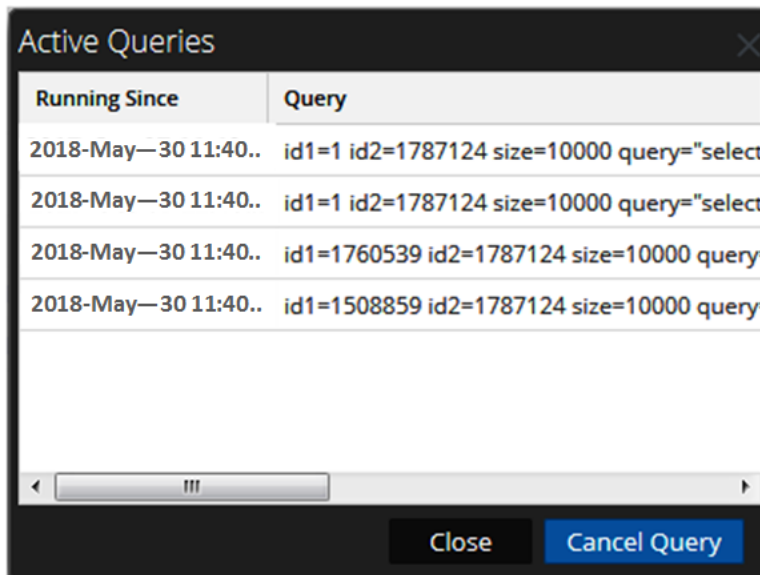 Active Queries
Running Since Query
2018-May—30 11:40.. id1=1 id2=1787124 size=10000 query="select
2018-May—30 11:40.. id1=1 id2=1787124 size=10000 query="select
2018-May—30 11:40.. id1=1760539 id2=1787124 size=10000 query=
2018-May—30 11:40.. id1=1508859 id2=1787124 size=10000 query=
Close Cancel Query